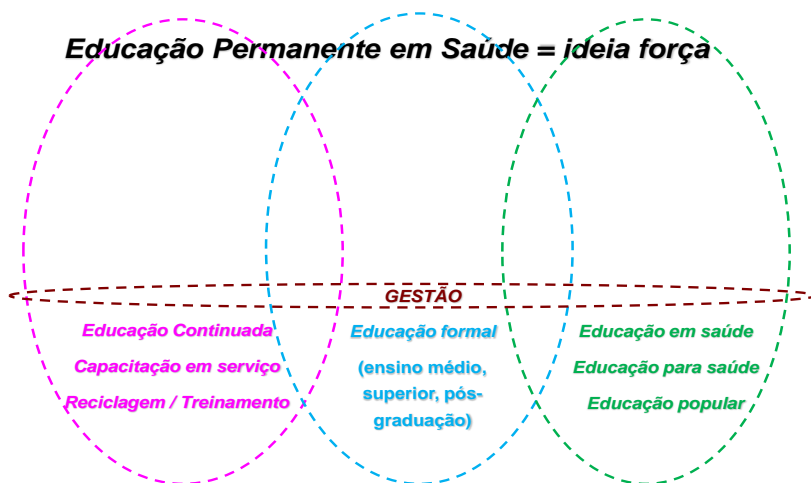 Educação Permanente em Saúde = ideia força
GESTÃO
Educação Continuada
Capacitação em serviço
Reciclagem / Treinamento
Educação formal
(ensino médio,
superior, pós-
graduação)
Educação em saúde
Educação para saúde
Educação popular